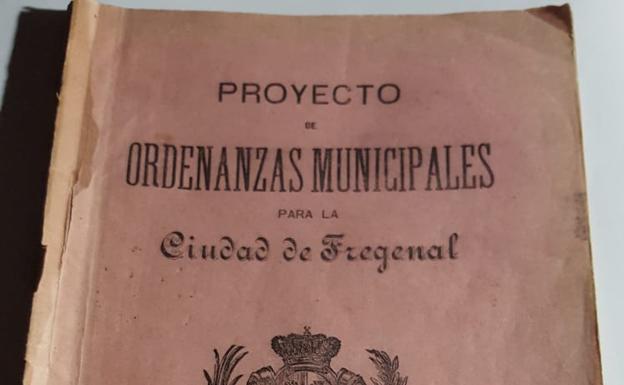 PROYECTO
DE
ORDENANZAS MUNICIPALES
PARA LA
Ciudad de Fregenal